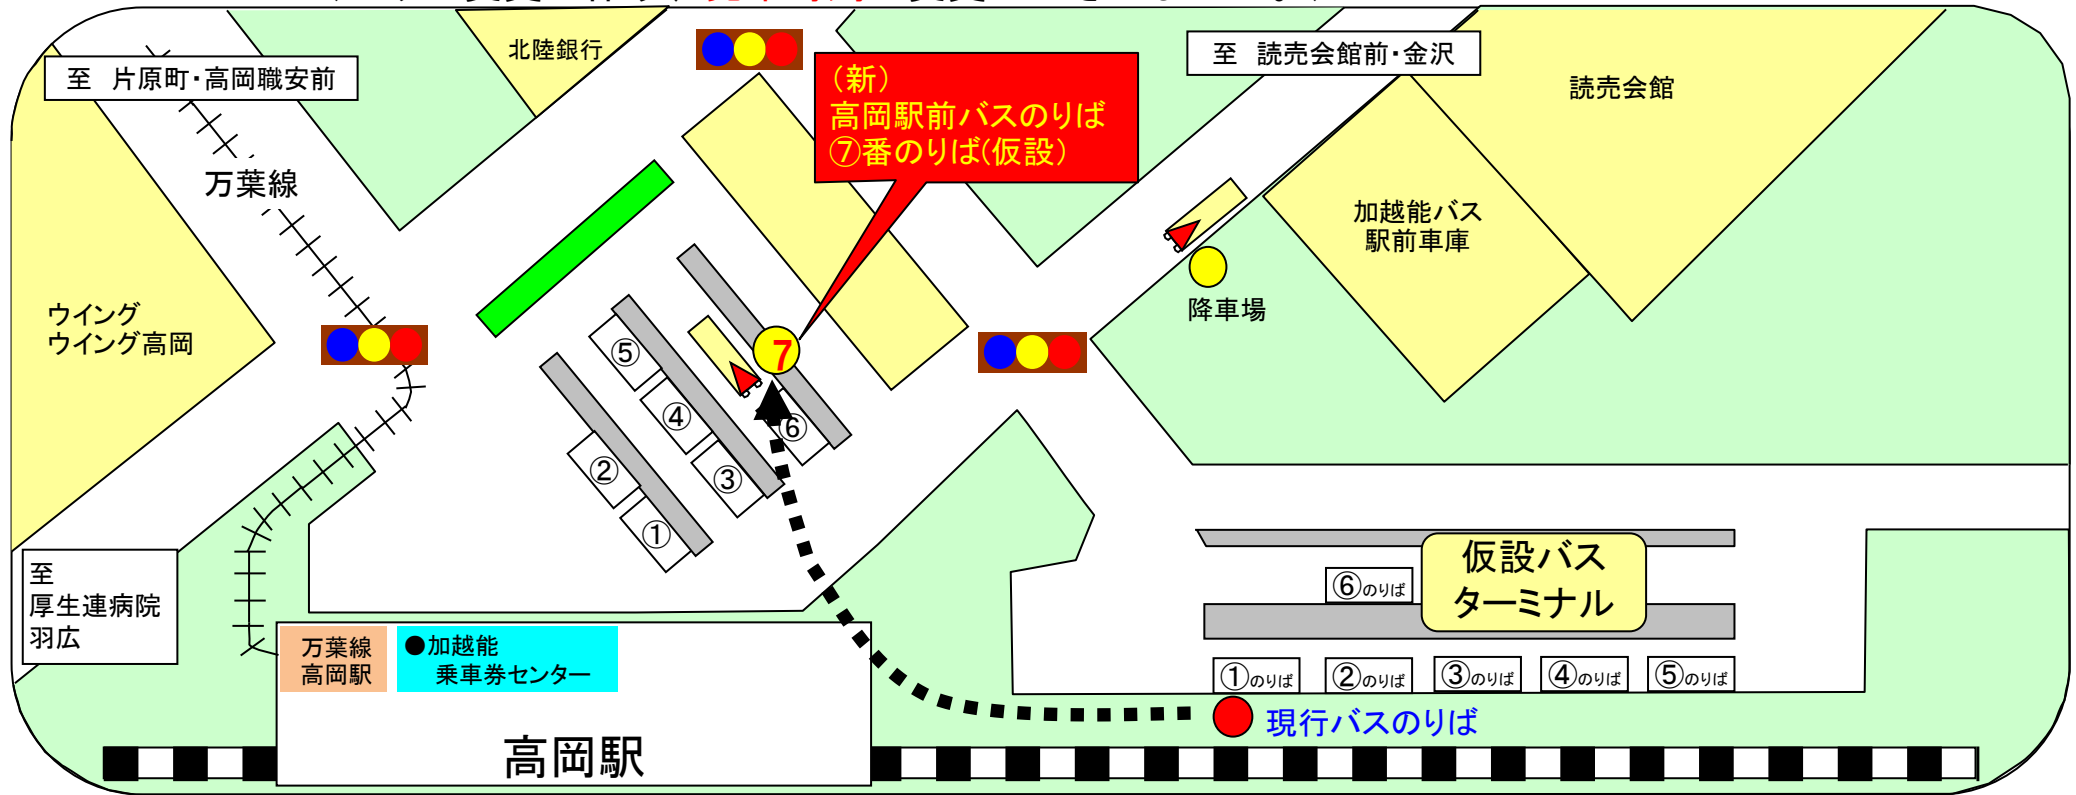 北陸銀行
至 片原町・高岡職安前
至 読売会館前・金沢
(新)
高岡駅前バスのりば
⑦番のりば(仮設)
読売会館
万葉線
加越能バス
駅前車庫
降車場
ウイング
ウイング高岡
7
⑤
④
⑥
②
③
①
仮設バス
ターミナル
⑥のりば
至
厚生連病院
羽広
万葉線
高岡駅
●加越能
乗車券センター
①のりば
②のりば
③のりば
④のりば
⑤のりば
現行バスのりば
高岡駅